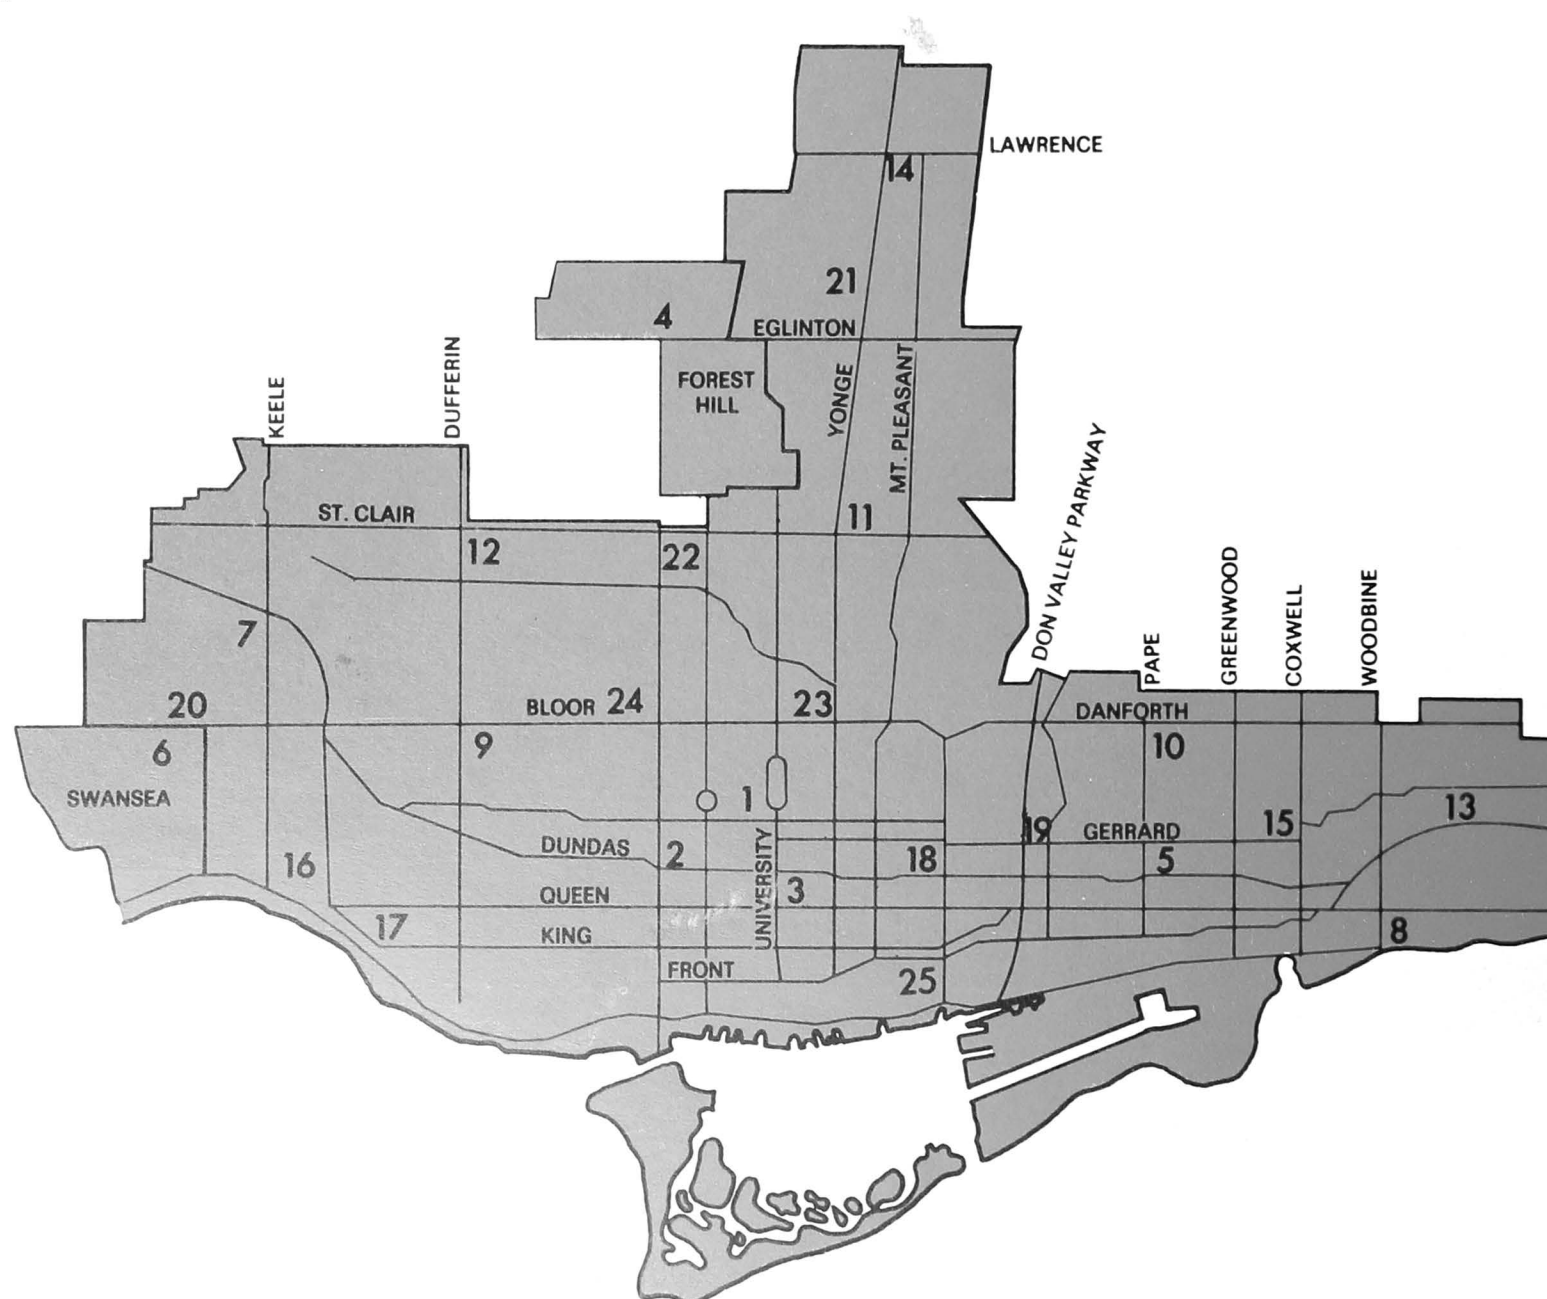 LAWRENCE
14
21
4
EGLINTON
DUFFERIN
KEELE
FOREST
HILL
YONGE
MT. PLEASANT
DON VALLEY PARKWAY
ST. CLAIR
11
12
22
GREENWOOD
COXWELL
WOODBINE
PAPE
7
20
BLOOR
24
23
DANFORTH
6
9
10
SWANSEA
1
13
DUNDAS
2
UNIVERSITY
19
GERRARD
15
16
18
5
QUEEN
3
17
KING
8
FRONT
25